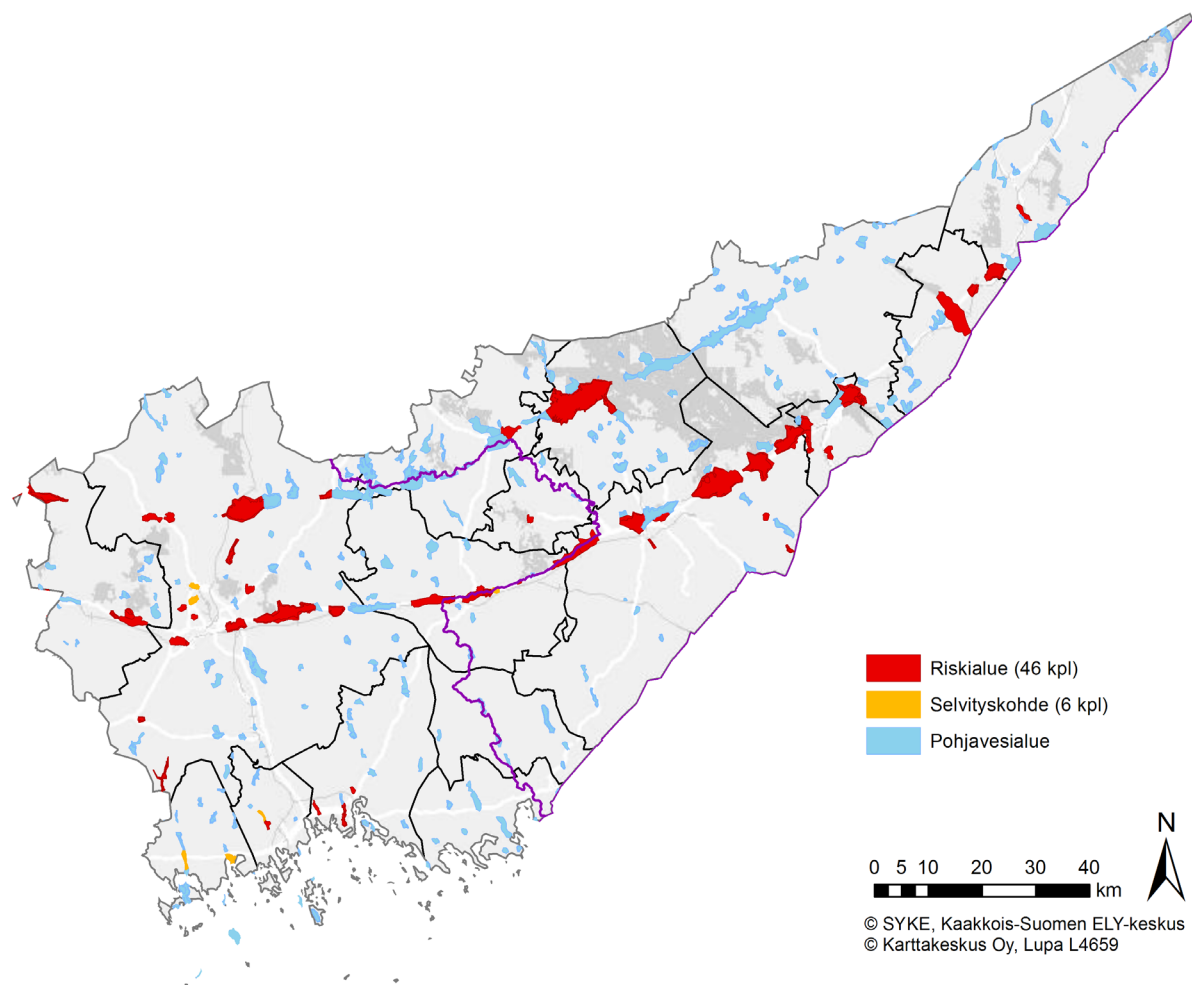 Riskialue (46 kpl)
Selvityskohde (6 kpl)
Pohjavesialue
N
0 5 10 20 30 40
km
© SYKE, Kaakkois-Suomen ELY-keskus
© Karttakeskus Oy, Lupa L4659